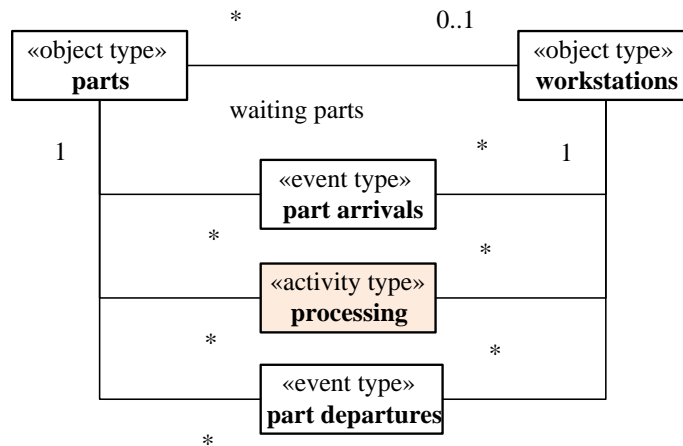 * 0..1
«object type»
parts
«object type»
workstations
waiting parts
1 * 1
«event type»
part arrivals
* *
«activity type»
processing
* *
«event type»
part departures
*